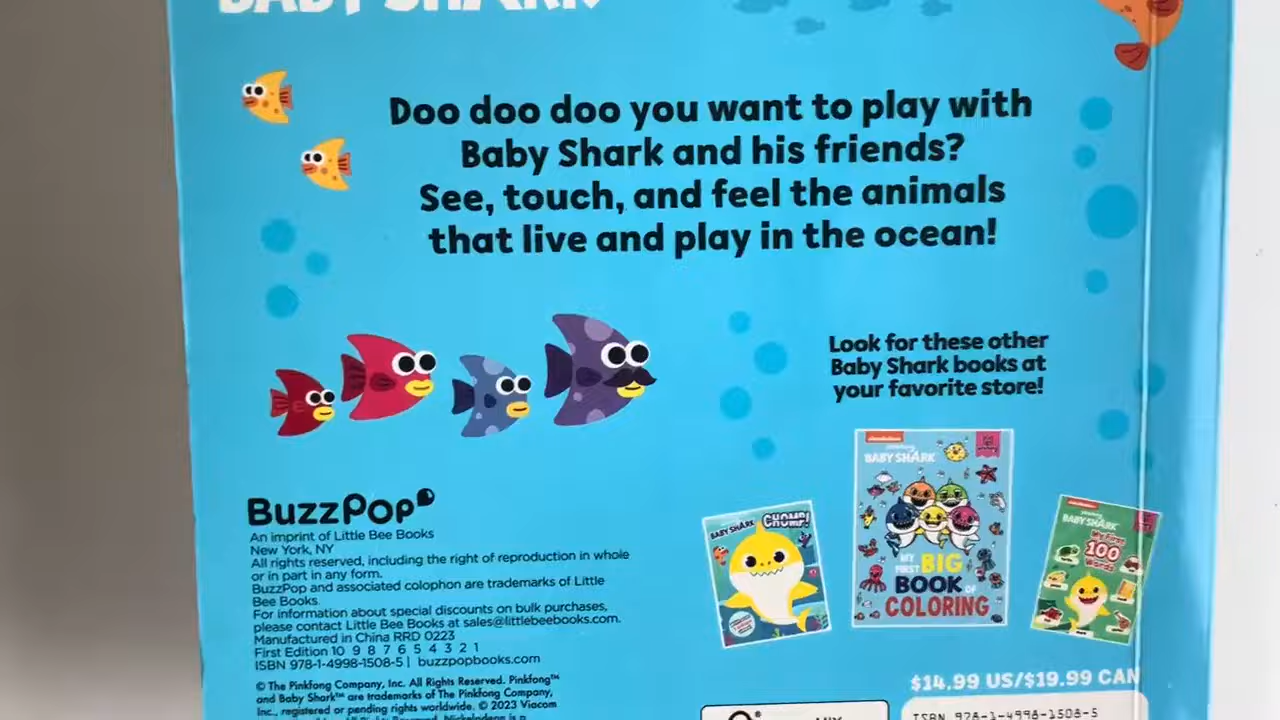 BABY SHARK
Doo doo doo you want to play with
Baby Shark and his friends?
See, touch, and feel the animals
that live and play in the ocean!
Look for these other
Baby Shark books at
your favorite store!
nickelodeon
BABY SHARK
MY
FIRST BIG
BOOK OF
COLORING
BABY SHARK CHOMP!
BABY SHARK
My First
100
Words
BuzzPop
An imprint of Little Bee Books
New York, NY
All rights reserved, including the right of reproduction in whole
or in part in any form.
BuzzPop and associated colophon are trademarks of Little
Bee Books.
For information about special discounts on bulk purchases,
please contact Little Bee Books at sales@littlebeebooks.com.
Manufactured in China RRD 0223
First Edition 10 9 8 7 6 5 4 3 2 1
ISBN 978-1-4998-1508-5 | buzzpopbooks.com
© The Pinkfong Company, Inc. All Rights Reserved. Pinkfong™
and Baby Shark™ are trademarks of The Pinkfong Company,
Inc., registered or pending rights worldwide. © 2023 Viacom
$14.99 US/$19.99 CAN
ISBN 978-1-4998-1508-5